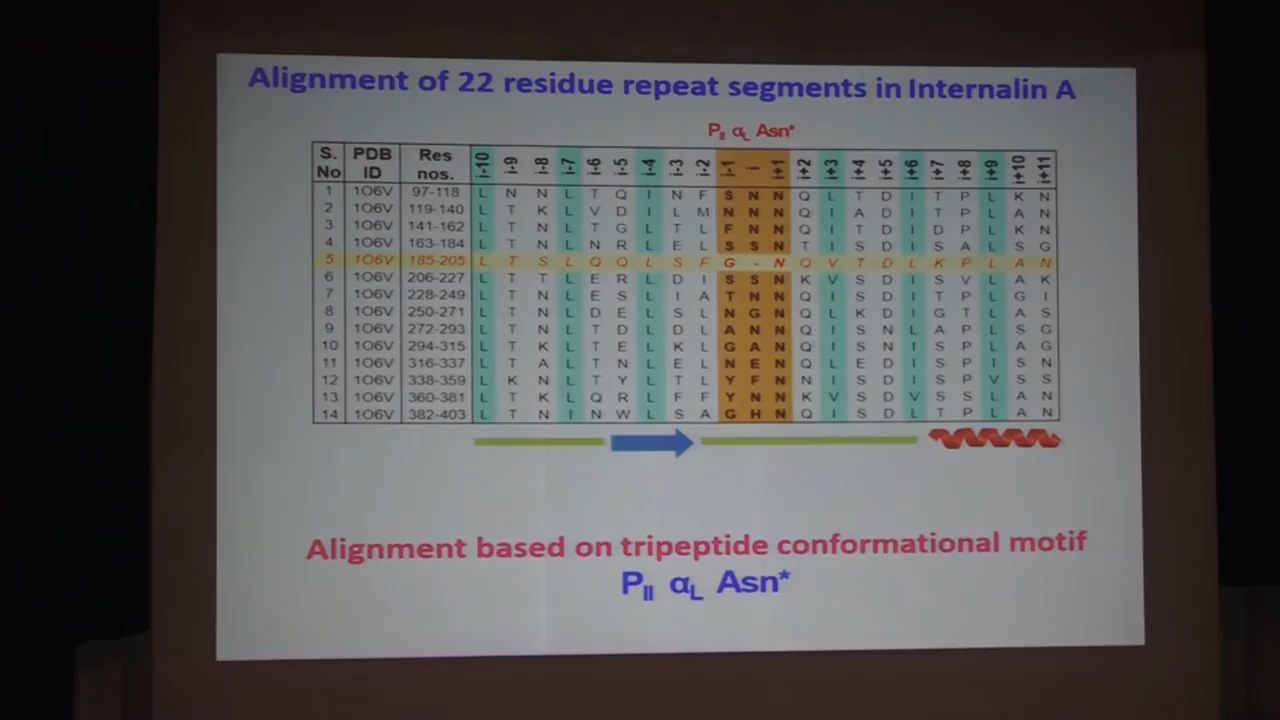 Alignment of 22 residue repeat segments in Internalin A
P_II α_L Asn*
S. No PDB ID Res nos. i-10 i-9 i-8 i-7 i-6 i-5 i-4 i-3 i-2 i-1 i i+1 i+2 i+3 i+4 i+5 i+6 i+7 i+8 i+9 i+10 i+11
1 1O6V 97-118 L N N L T Q I N F S N N Q L T D I T P L K N
2 1O6V 119-140 L T K L V D I L M N N N Q I A D I T P L A N
3 1O6V 141-162 L T N L T G L T L F N N Q I T D I D P L K N
4 1O6V 163-184 L T N L N R L E L S S N T I S D I S A L S G
5 1O6V 185-205 L T S L Q Q L S F G - N Q V T D L K P L A N
6 1O6V 206-227 L T T L E R L D I S S N K V S D I S V L A K
7 1O6V 228-249 L T N L E S L I A T N N Q I S D I T P L G I
8 1O6V 250-271 L T N L D E L S L N G N Q L K D I G T L A S
9 1O6V 272-293 L T N L T D L D L A N N Q I S N L A P L S G
10 1O6V 294-315 L T K L T E L K L G A N Q I S N I S P L A G
11 1O6V 316-337 L T A L T N L E L N E N Q L E D I S P I S N
12 1O6V 338-359 L K N L T Y L T L Y F N N I S D I S P V S S
13 1O6V 360-381 L T K L Q R L F F Y N N K V S D V S S L A N
14 1O6V 382-403 L T N I N W L S A G H N Q I S D L T P L A N
Alignment based on tripeptide conformational motif
P_II α_L Asn*